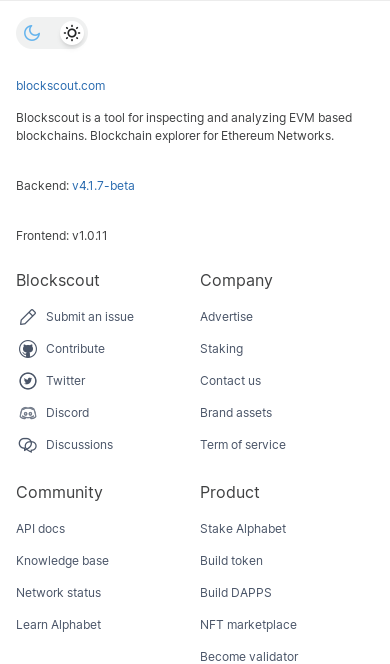 blockscout.com
Blockscout is a tool for inspecting and analyzing EVM based
blockchains. Blockchain explorer for Ethereum Networks.
Backend: v4.1.7-beta
Frontend: v1.0.11
Blockscout
Submit an issue
Contribute
Twitter
Discord
Discussions
Company
Advertise
Staking
Contact us
Brand assets
Term of service
Community
API docs
Knowledge base
Network status
Learn Alphabet
Product
Stake Alphabet
Build token
Build DAPPS
NFT marketplace
Become validator